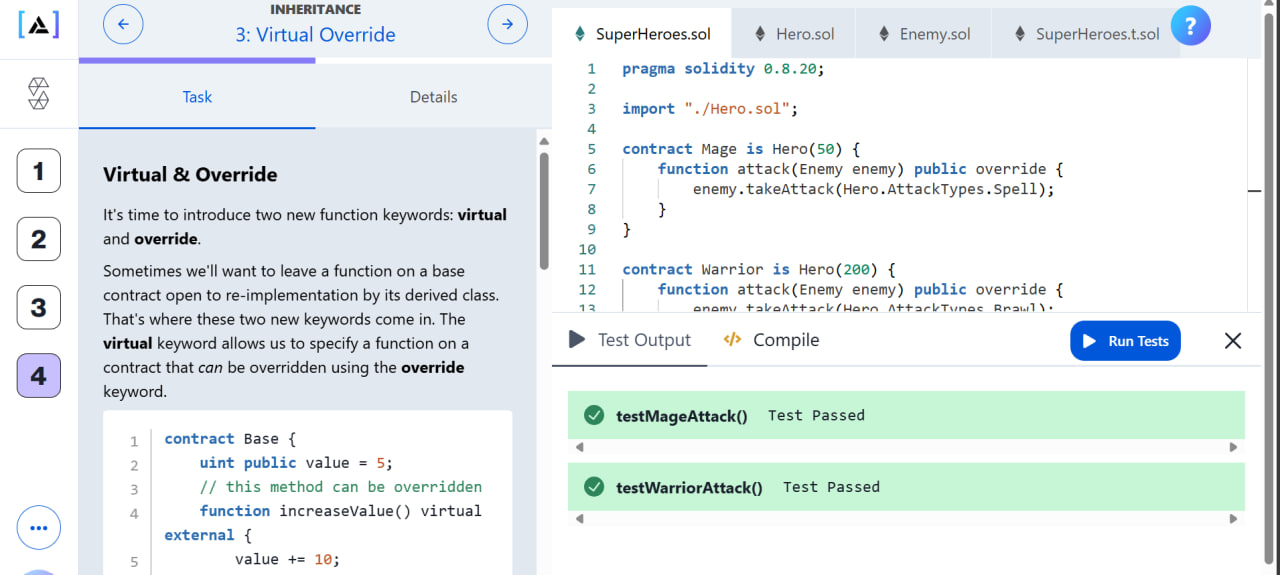 INHERITANCE
3: Virtual Override
Task
Details
1
2
3
4
Virtual & Override
It's time to introduce two new function keywords: virtual
and override.
Sometimes we'll want to leave a function on a base
contract open to re-implementation by its derived class.
That's where these two new keywords come in. The
virtual keyword allows us to specify a function on a
contract that can be overridden using the override
keyword.
1 contract Base {
2 uint public value = 5;
3 // this method can be overridden
4 function increaseValue() virtual
external {
5 value += 10;
SuperHeroes.sol
Hero.sol
Enemy.sol
SuperHeroes.t.sol
?
1 pragma solidity 0.8.20;
2
3 import "./Hero.sol";
4
5 contract Mage is Hero(50) {
6 function attack(Enemy enemy) public override {
7 enemy.takeAttack(Hero.AttackTypes.Spell);
8 }
9 }
10
11 contract Warrior is Hero(200) {
12 function attack(Enemy enemy) public override {
13 enemy.takeAttack(Hero.AttackTypes.Brawl);
Test Output
Compile
Run Tests
testMageAttack() Test Passed
testWarriorAttack() Test Passed